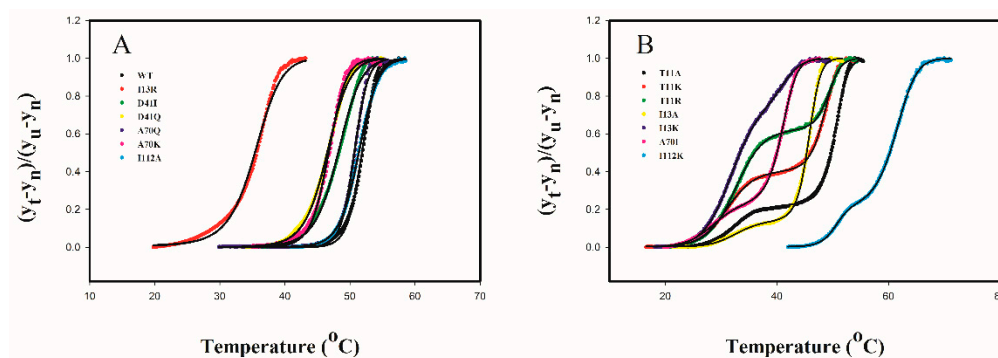 A
WT
I13R
D41I
D41Q
A70Q
A70K
I112A
(yt-yn)/(yu-yn)
1.2
1.0
0.8
0.6
0.4
0.2
0.0
10 20 30 40 50 60 70
Temperature (oC)
B
T11A
T11K
T11R
I13A
I13K
A70I
I112K
(yt-yn)/(yu-yn)
1.2
1.0
0.8
0.6
0.4
0.2
0.0
20 40 60
Temperature (oC)